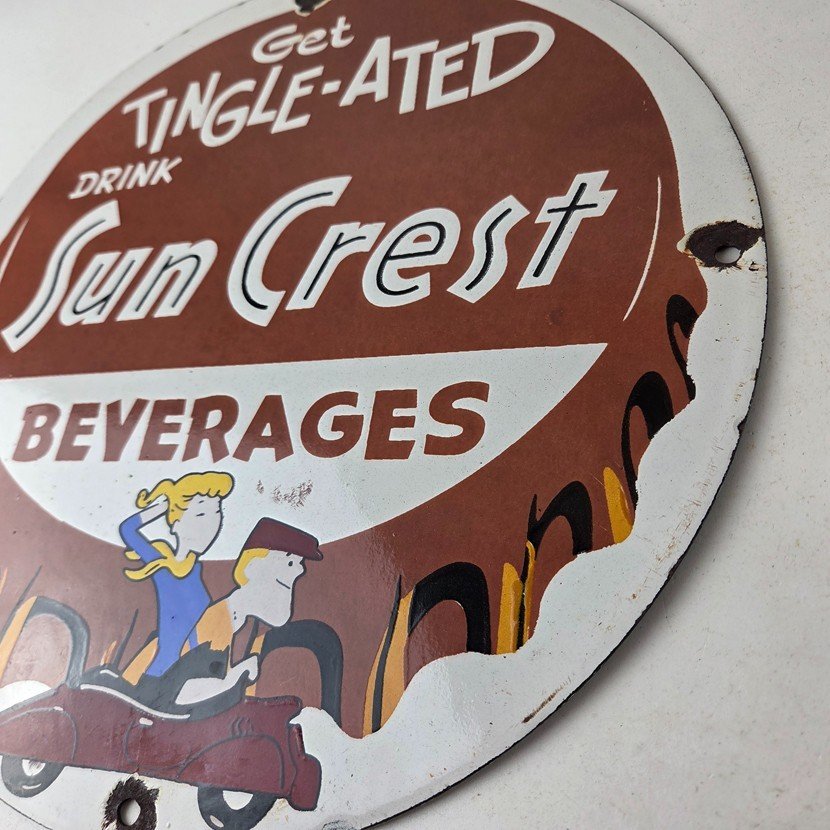 Get
TINGLE-ATED
DRINK
Sun Crest
BEVERAGES